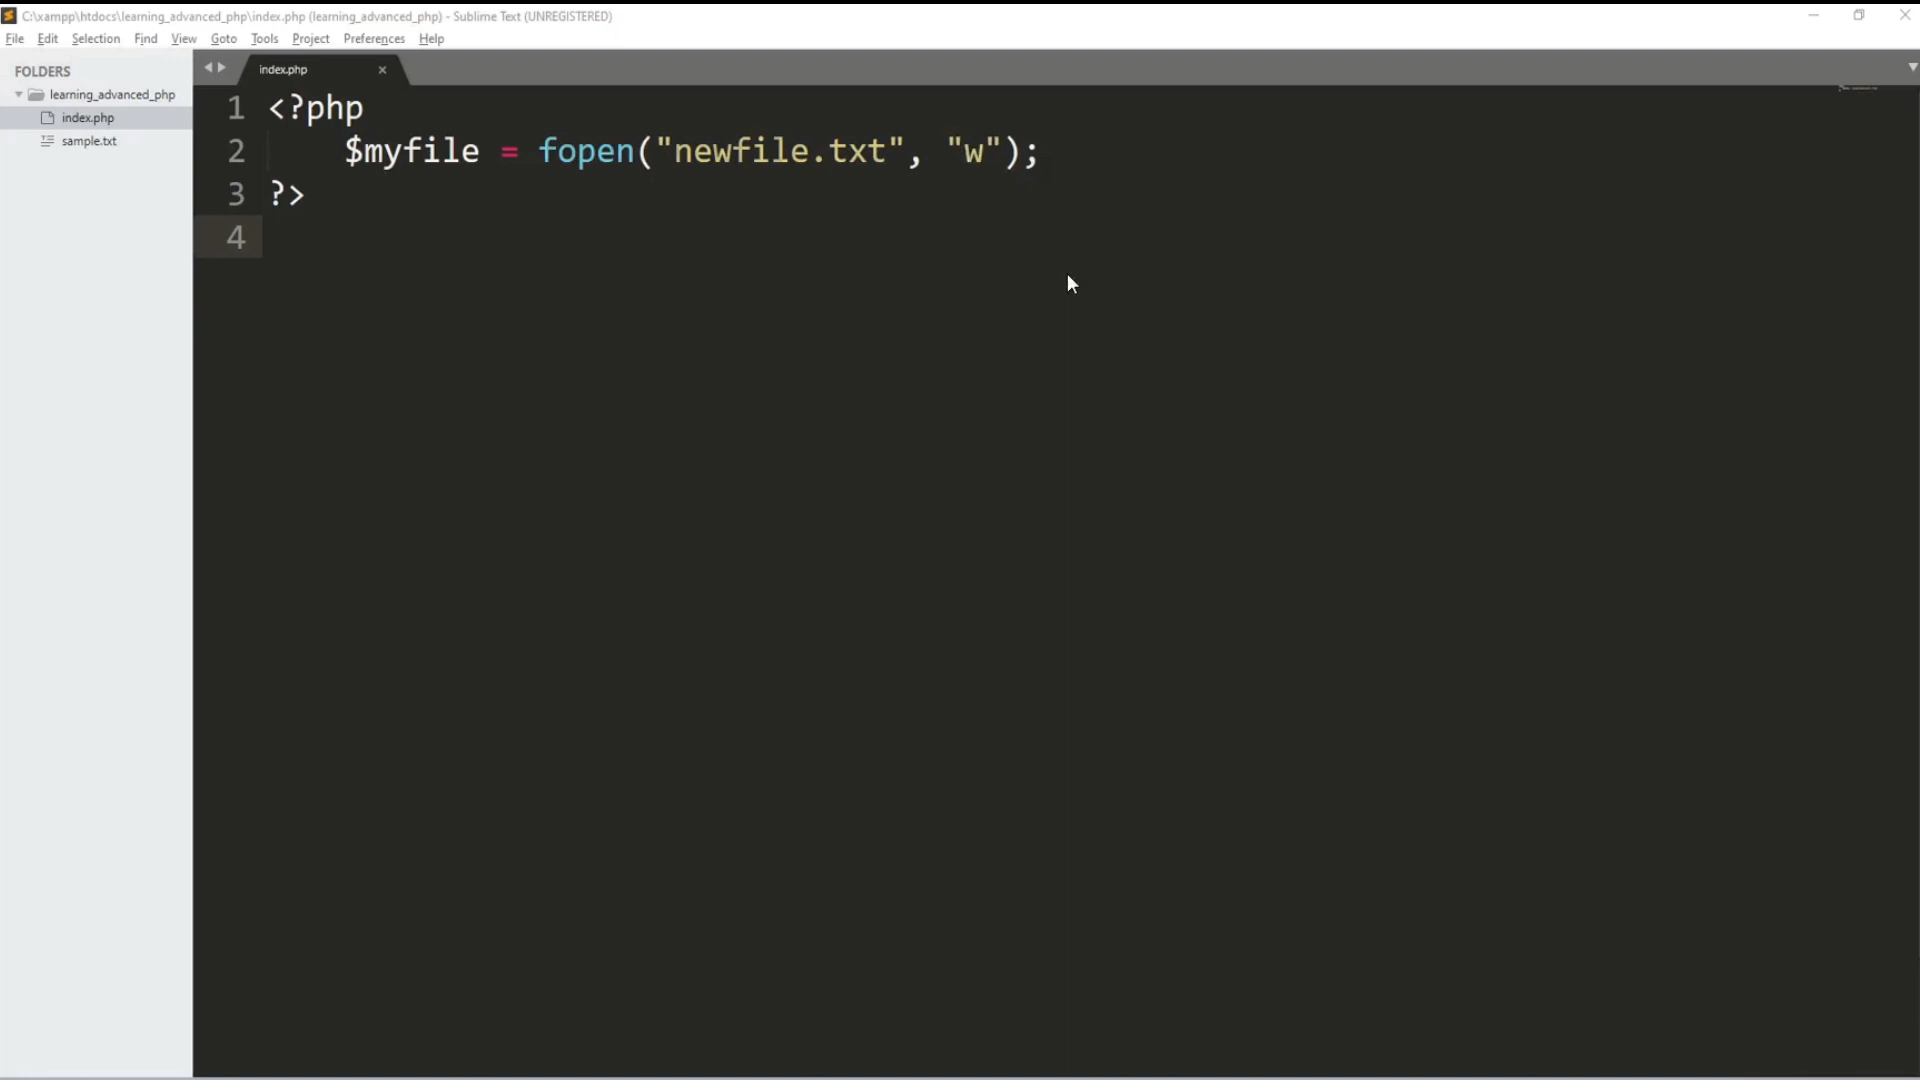 C:\xampp\htdocs\learning_advanced_php\index.php (learning_advanced_php) - Sublime Text (UNREGISTERED)
File Edit Selection Find View Goto Tools Project Preferences Help
FOLDERS
learning_advanced_php
index.php
sample.txt
index.php
1 <?php
2 $myfile = fopen("newfile.txt", "w");
3 ?>
4